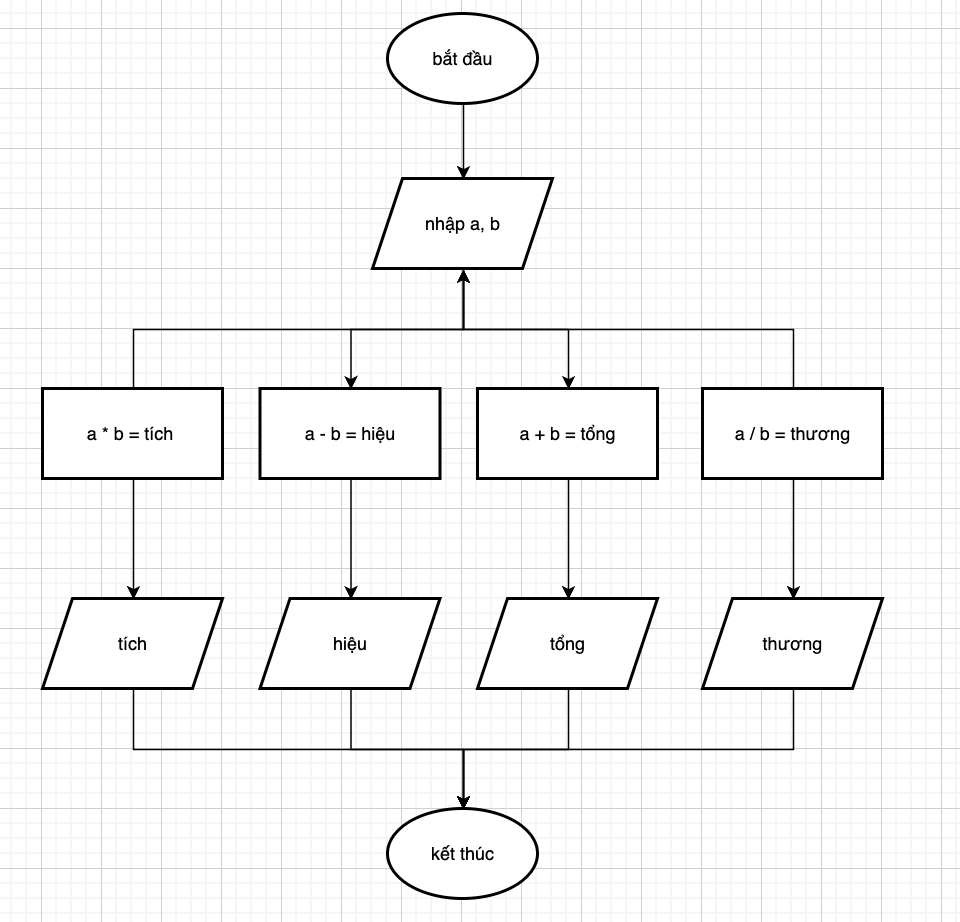 bắt đầu
nhập a, b
a * b = tích
a - b = hiệu
a + b = tổng
a / b = thương
tích
hiệu
tổng
thương
kết thúc